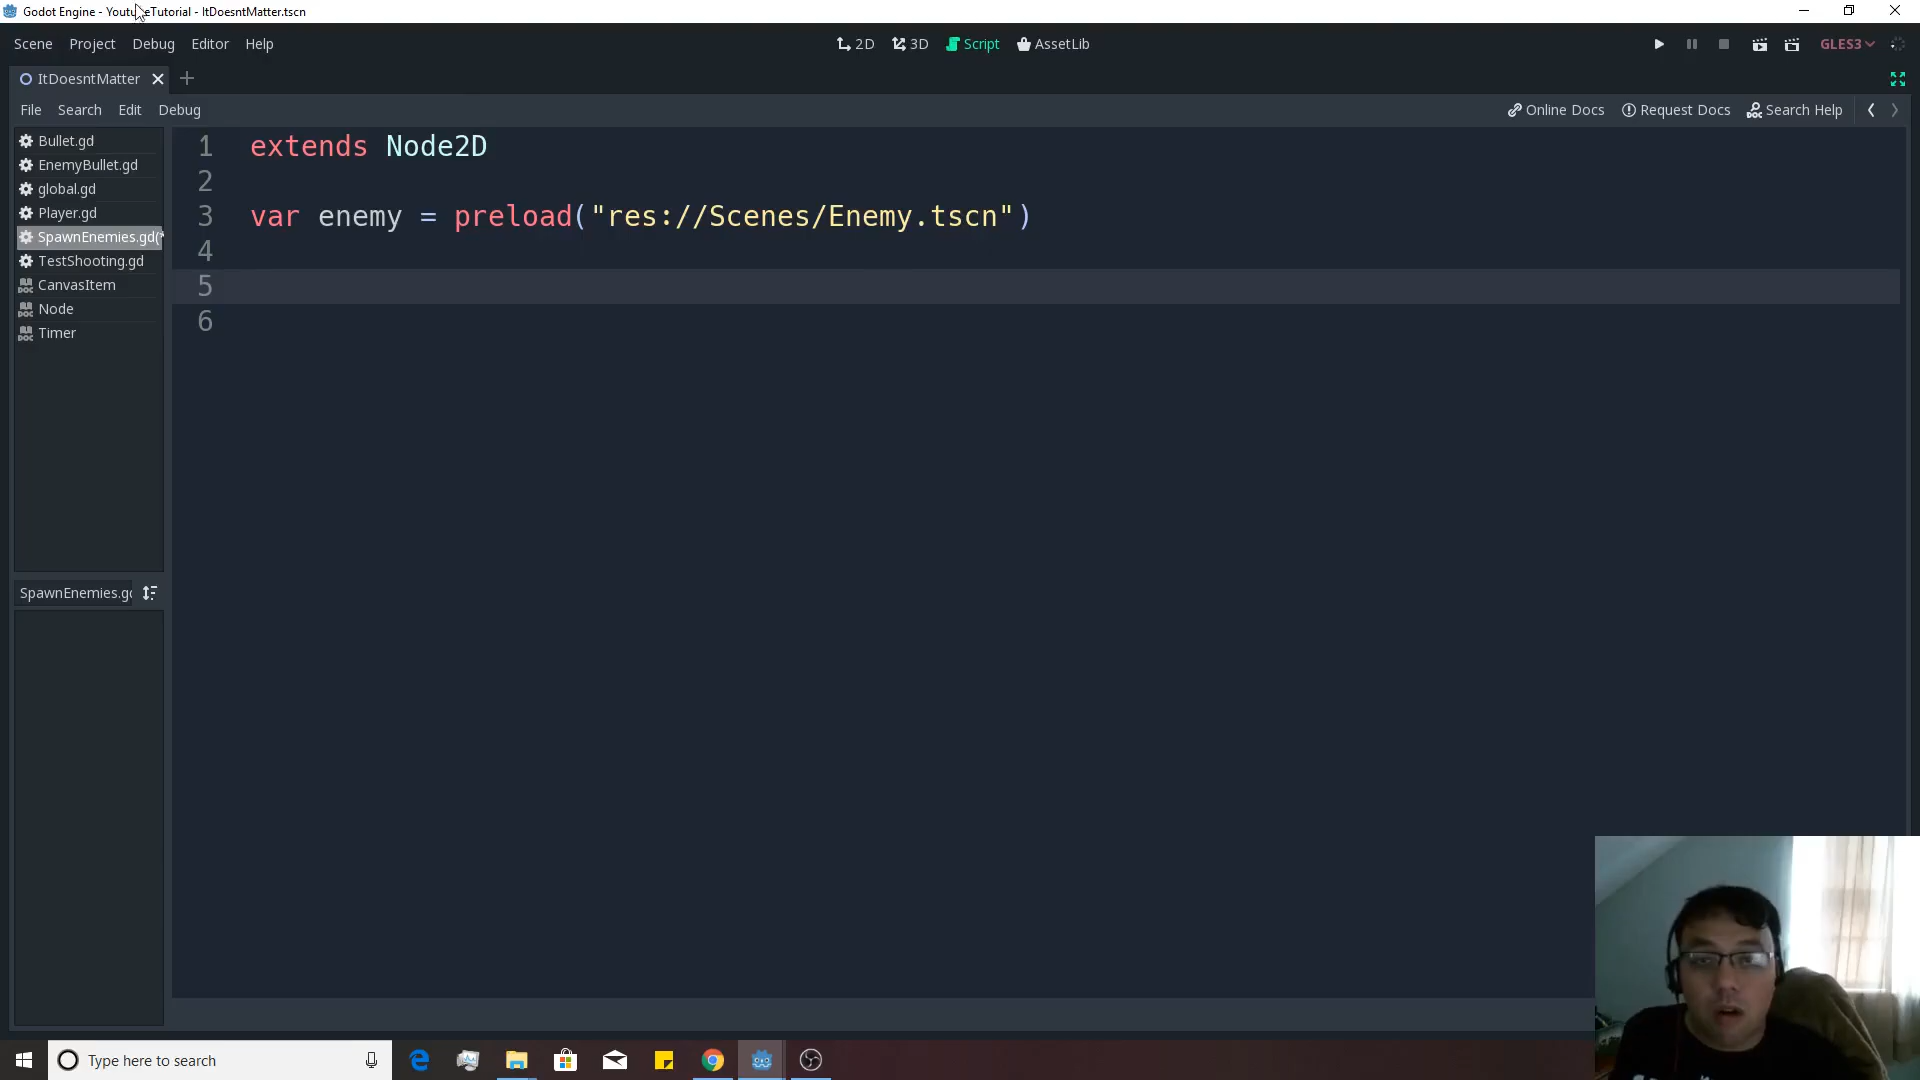 Godot Engine - YoutubeTutorial - ItDoesntMatter.tscn
Scene Project Debug Editor Help
2D 3D Script AssetLib
GLES3
ItDoesntMatter
File Search Edit Debug
Online Docs Request Docs Search Help
Bullet.gd
EnemyBullet.gd
global.gd
Player.gd
SpawnEnemies.gd(*
TestShooting.gd
CanvasItem
Node
Timer
1 extends Node2D
2
3 var enemy = preload("res://Scenes/Enemy.tscn")
4
5
6
SpawnEnemies.gd
Type here to search